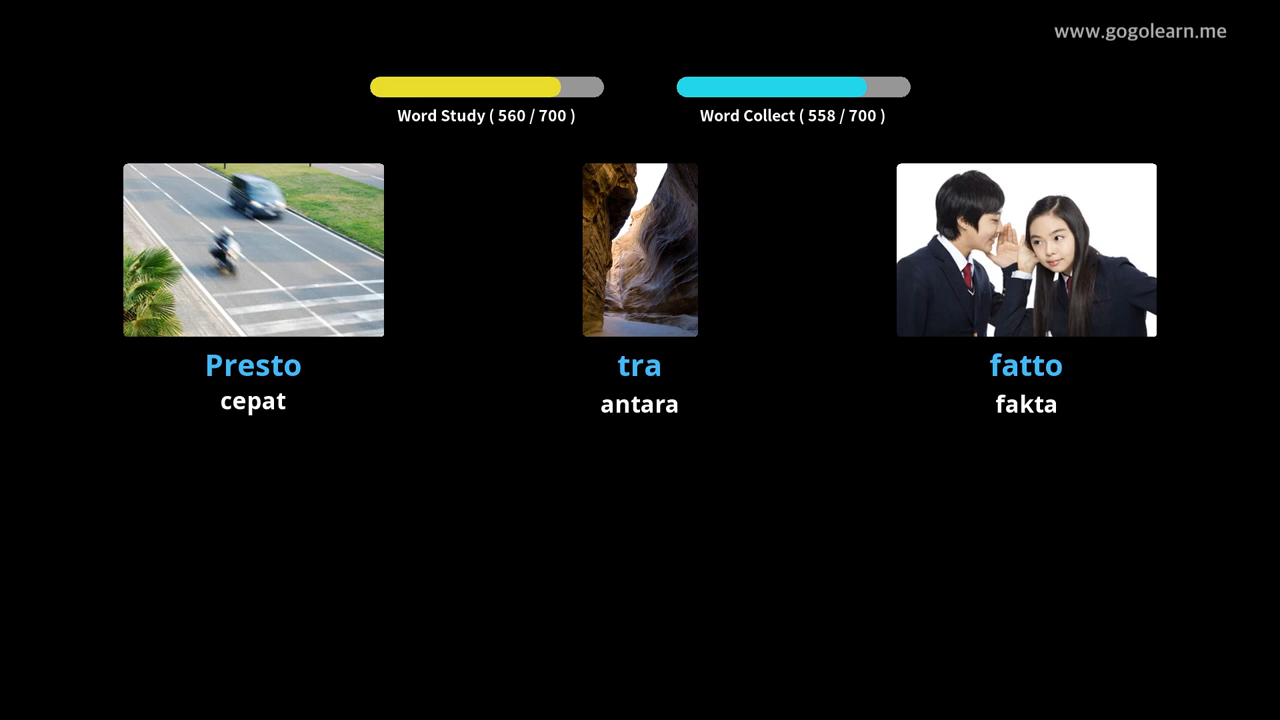 www.gogolearn.me
Word Study ( 560 / 700 )
Word Collect ( 558 / 700 )
Presto
cepat
tra
antara
fatto
fakta